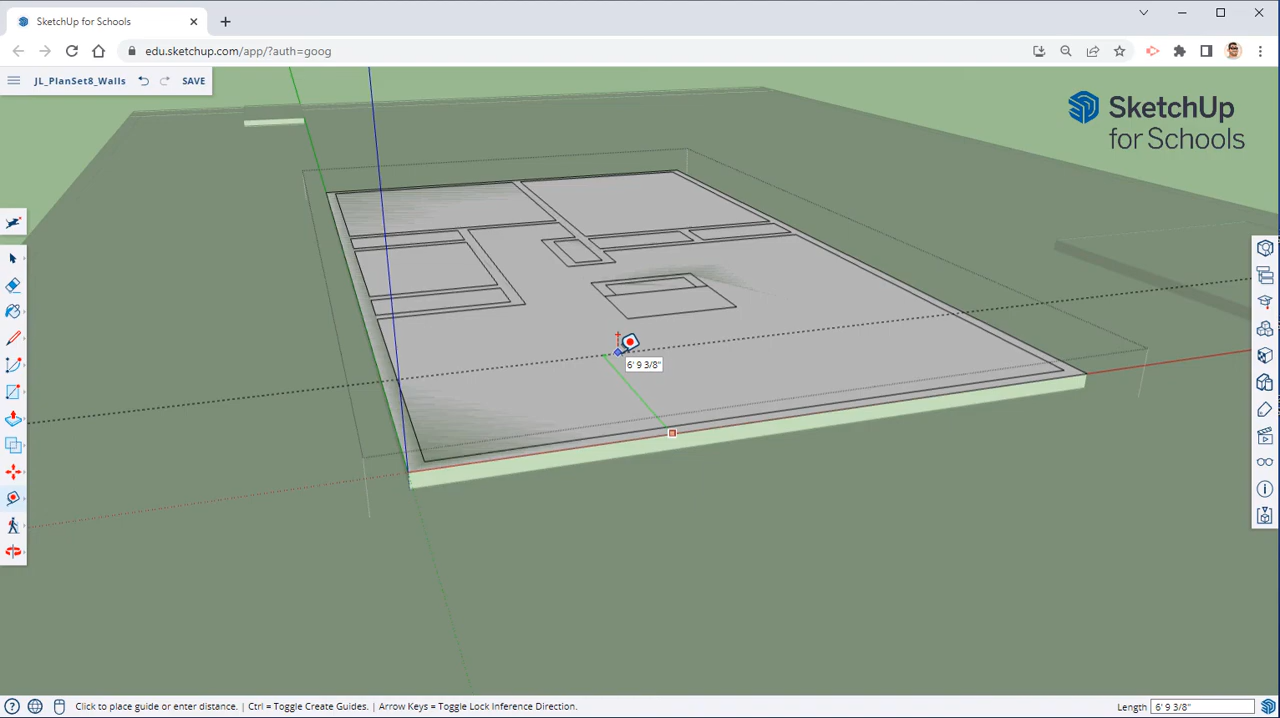 SketchUp for Schools
edu.sketchup.com/app/?auth=goog
JL_PlanSet8_Walls
SAVE
SketchUp
for Schools
6' 9 3/8"
Click to place guide or enter distance. | Ctrl = Toggle Create Guides. | Arrow Keys = Toggle Lock Inference Direction.
Length 6' 9 3/8"